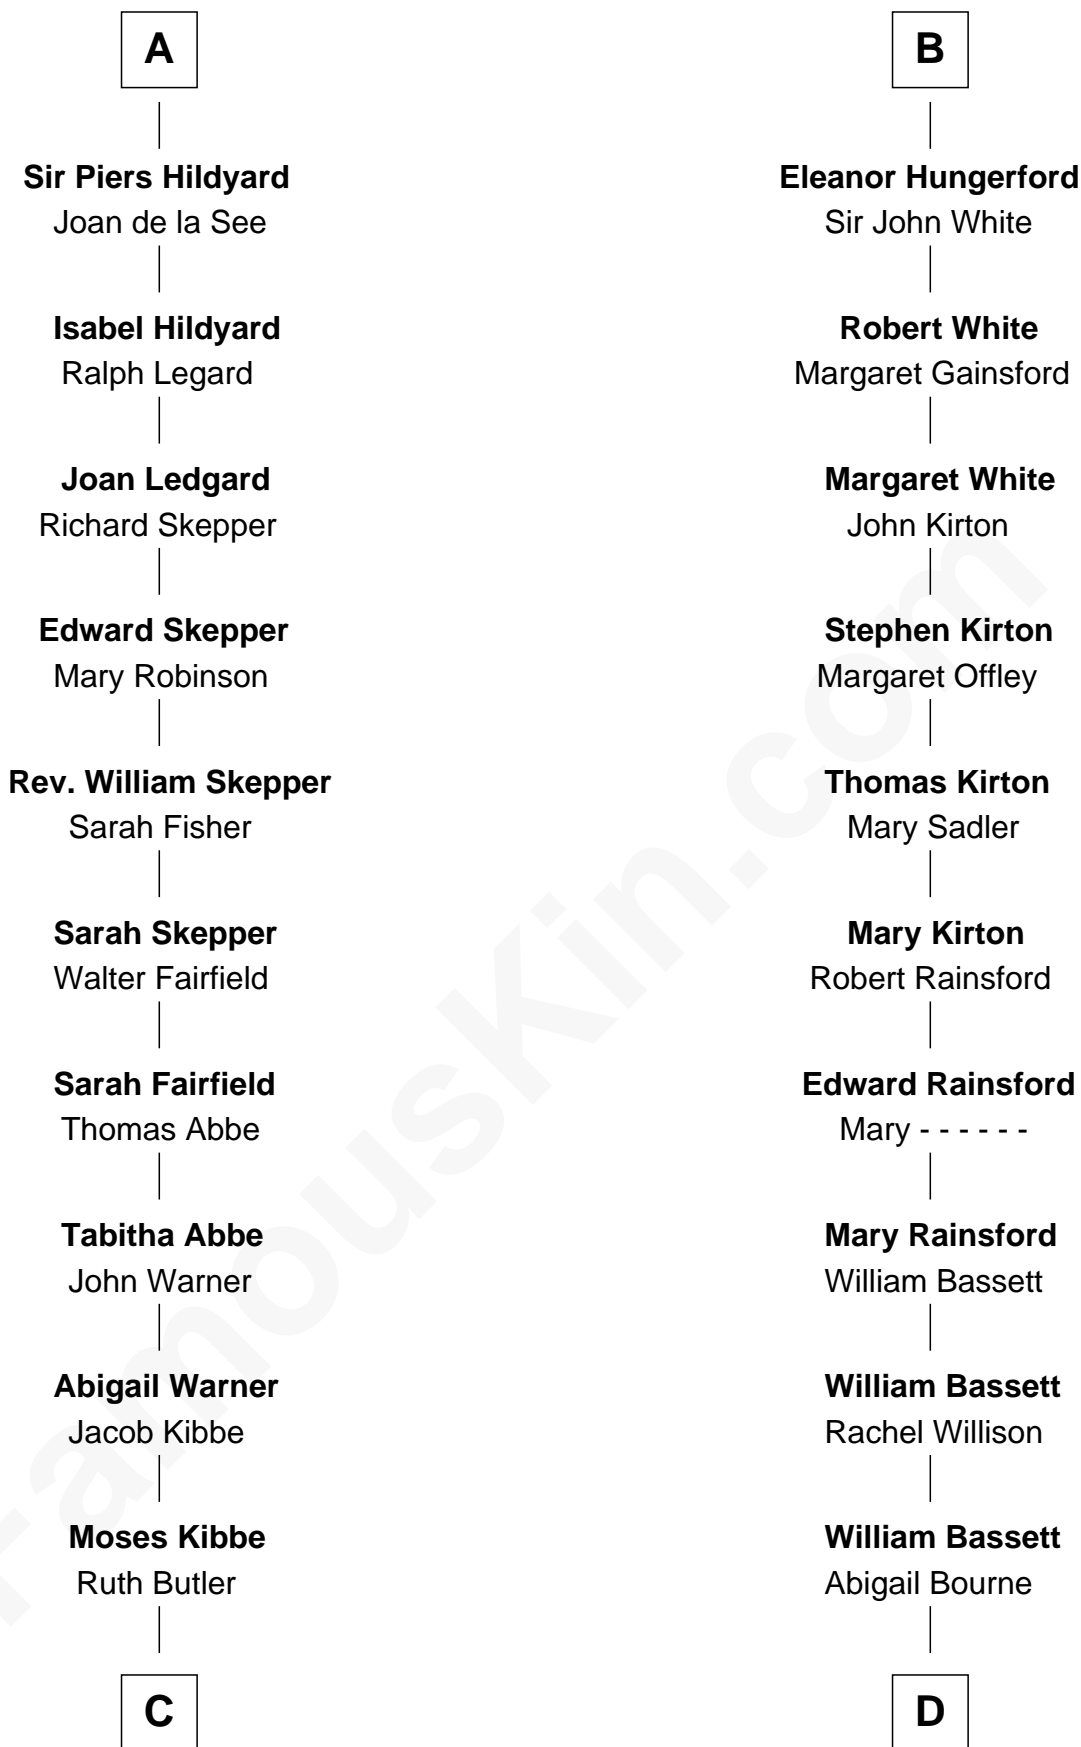 A
Sir Piers Hildyard
Joan de la See
Isabel Hildyard
Ralph Legard
Joan Ledgard
Richard Skepper
Edward Skepper
Mary Robinson
Rev. William Skepper
Sarah Fisher
Sarah Skepper
Walter Fairfield
Sarah Fairfield
Thomas Abbe
Tabitha Abbe
John Warner
Abigail Warner
Jacob Kibbe
Moses Kibbe
Ruth Butler
C
B
Eleanor Hungerford
Sir John White
Robert White
Margaret Gainsford
Margaret White
John Kirton
Stephen Kirton
Margaret Offley
Thomas Kirton
Mary Sadler
Mary Kirton
Robert Rainsford
Edward Rainsford
Mary - - - - - -
Mary Rainsford
William Bassett
William Bassett
Rachel Willison
William Bassett
Abigail Bourne
D
FamousKin.com